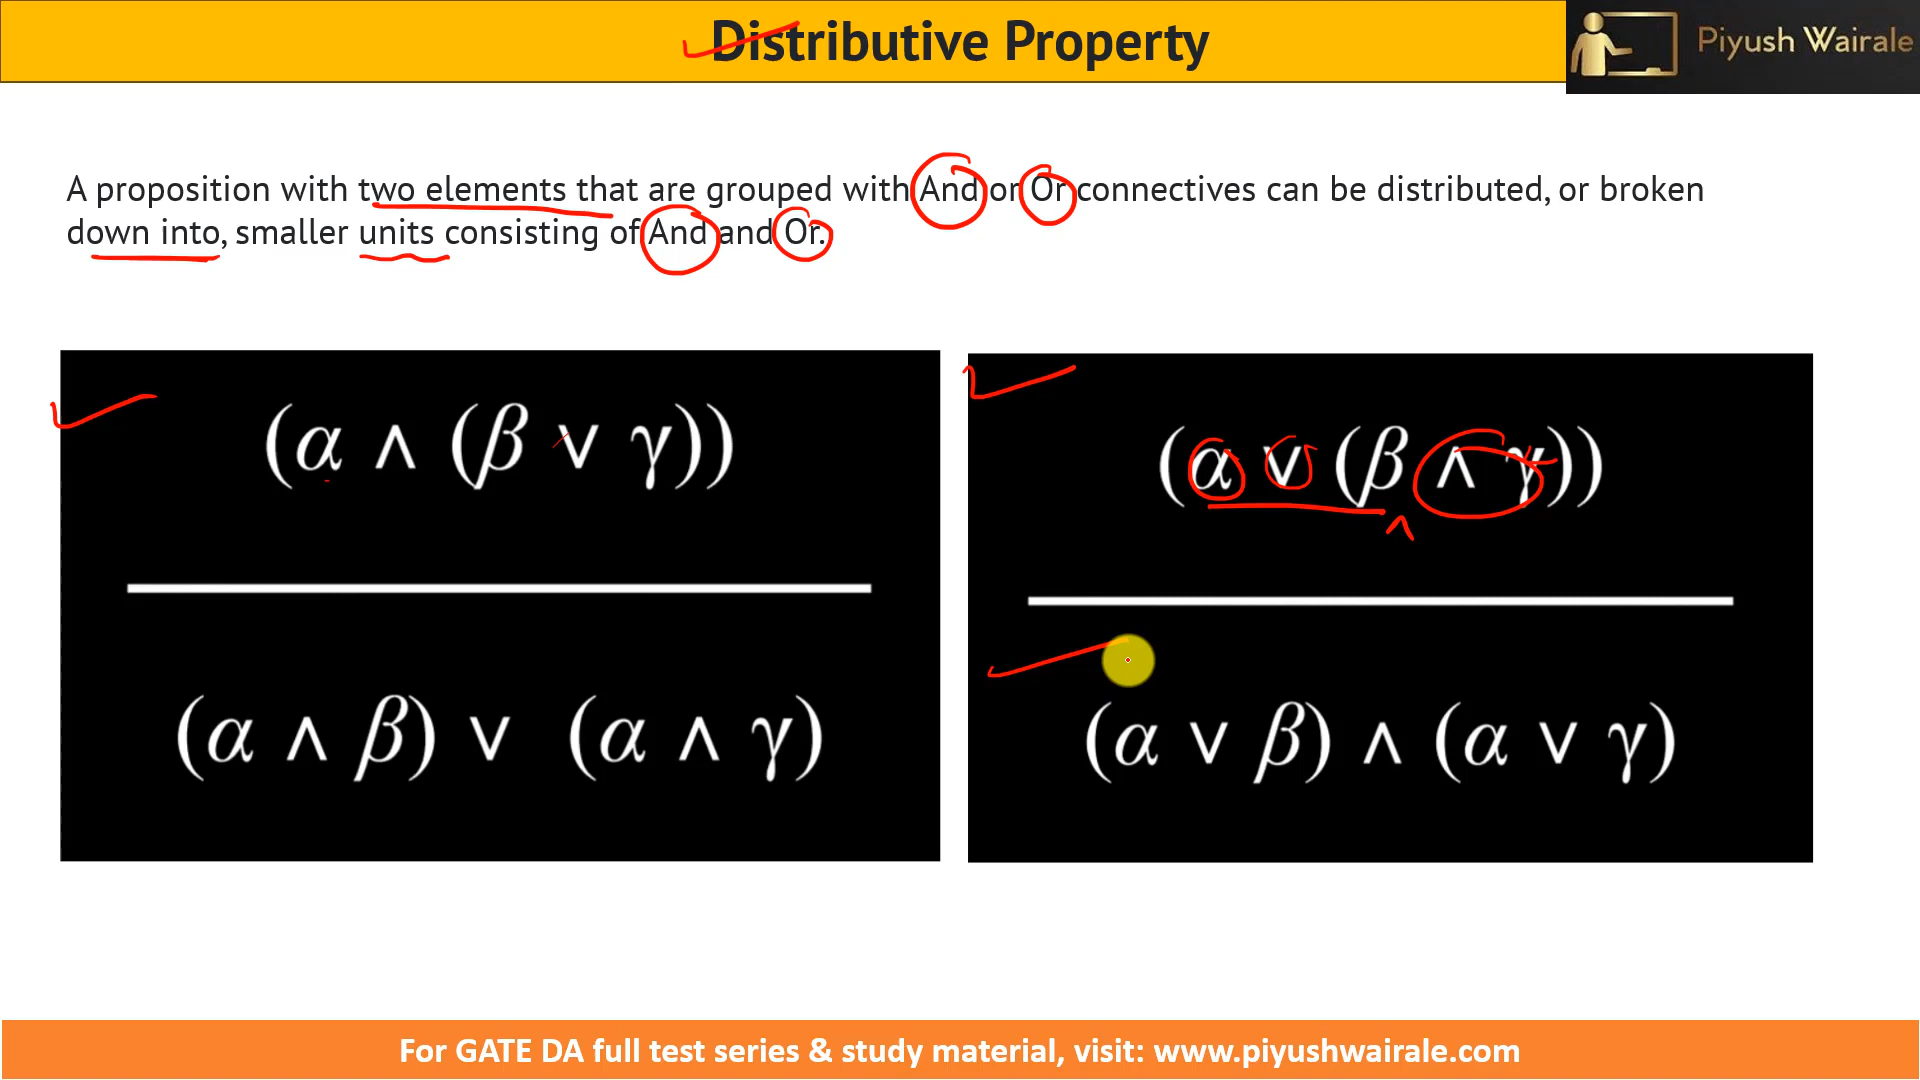 Distributive Property
Piyush Wairale
A proposition with two elements that are grouped with And or Or connectives can be distributed, or broken
down into, smaller units consisting of And and Or.
(α ∧ (β ∨ γ))
(α ∧ β) ∨ (α ∧ γ)
(α ∨ (β ∧ γ))
^
(α ∨ β) ∧ (α ∨ γ)
For GATE DA full test series & study material, visit: www.piyushwairale.com